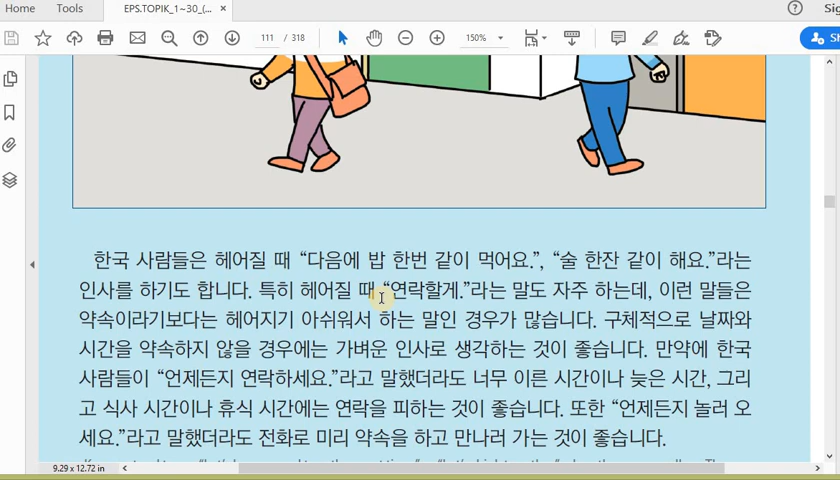 Home
Tools
EPS.TOPIK_1~30_(...
×
Sig
111 / 318
150%
한국 사람들은 헤어질 때 “다음에 밥 한번 같이 먹어요.”, “술 한잔 같이 해요.”라는
인사를 하기도 합니다. 특히 헤어질 때 “연락할게.”라는 말도 자주 하는데, 이런 말들은
약속이라기보다는 헤어지기 아쉬워서 하는 말인 경우가 많습니다. 구체적으로 날짜와
시간을 약속하지 않을 경우에는 가벼운 인사로 생각하는 것이 좋습니다. 만약에 한국
사람들이 “언제든지 연락하세요.”라고 말했더라도 너무 이른 시간이나 늦은 시간, 그리
고 식사 시간이나 휴식 시간에는 연락을 피하는 것이 좋습니다. 또한 “언제든지 놀러 오
세요.”라고 말했더라도 전화로 미리 약속을 하고 만나러 가는 것이 좋습니다.
9.29 x 12.72 in